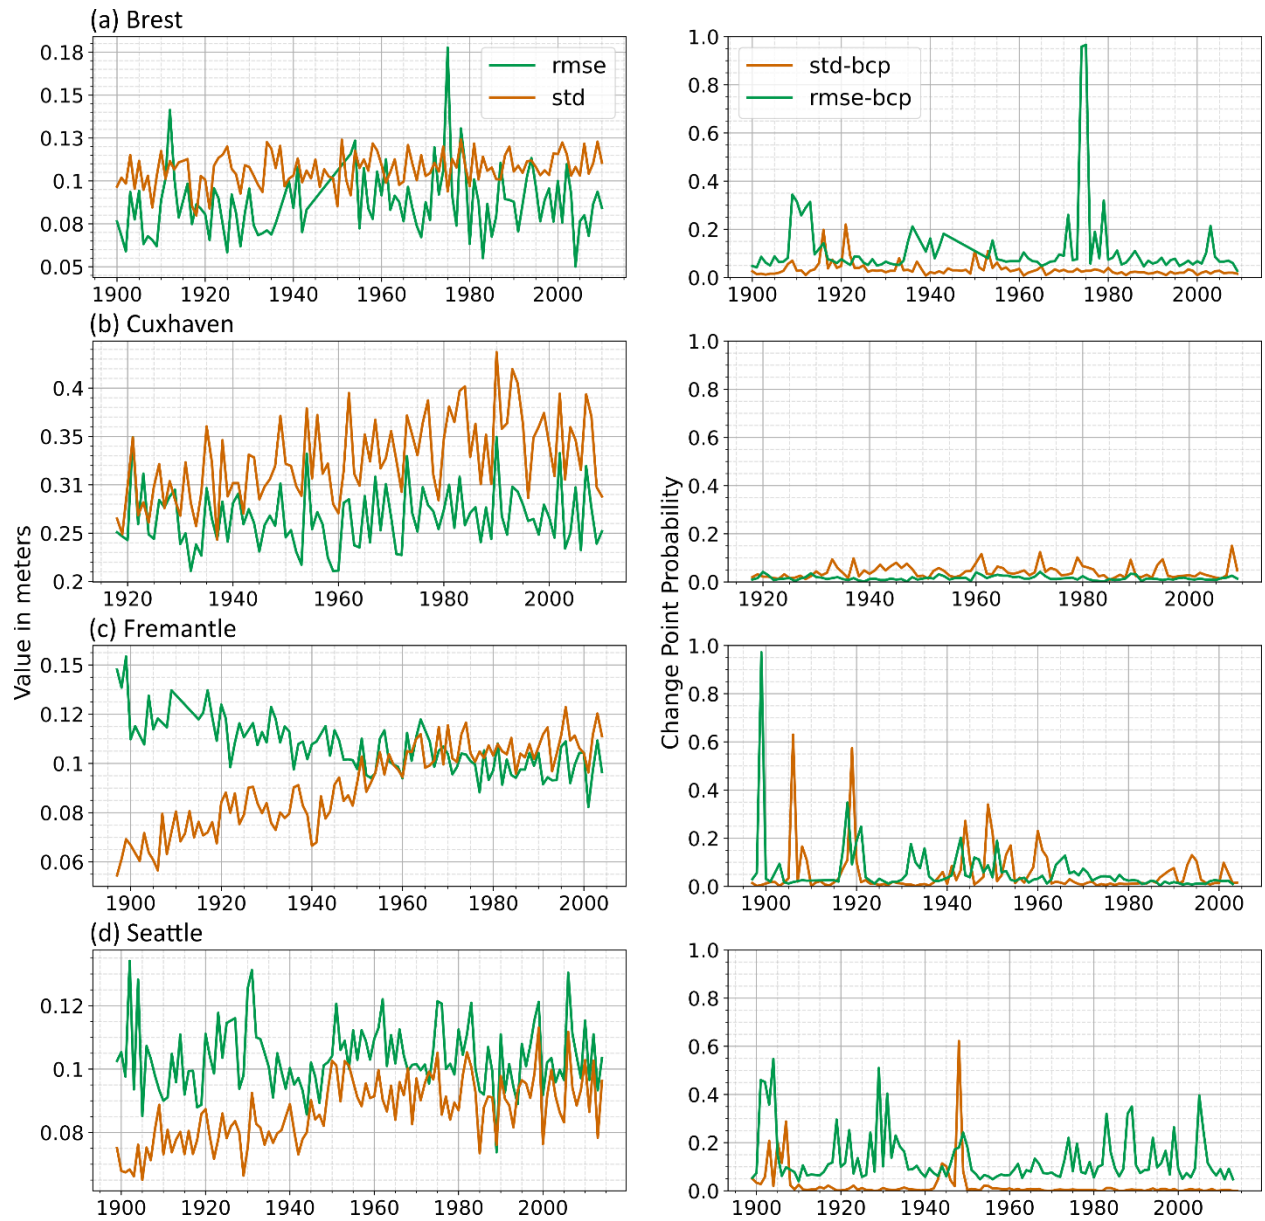 (a) Brest
0.18
0.15
0.13
0.1
0.08
0.05
rmse
std
1900 1920 1940 1960 1980 2000
1.0
0.8
0.6
0.4
0.2
0.0
std-bcp
rmse-bcp
1900 1920 1940 1960 1980 2000
(b) Cuxhaven
0.4
0.35
0.31
0.25
0.2
1920 1940 1960 1980 2000
1.0
0.8
0.6
0.4
0.2
0.0
1920 1940 1960 1980 2000
Value in meters
Change Point Probability
(c) Fremantle
0.15
0.12
0.1
0.08
0.06
1900 1920 1940 1960 1980 2000
1.0
0.8
0.6
0.4
0.2
0.0
1900 1920 1940 1960 1980 2000
(d) Seattle
0.12
0.1
0.08
1900 1920 1940 1960 1980 2000
1.0
0.8
0.6
0.4
0.2
0.0
1900 1920 1940 1960 1980 2000